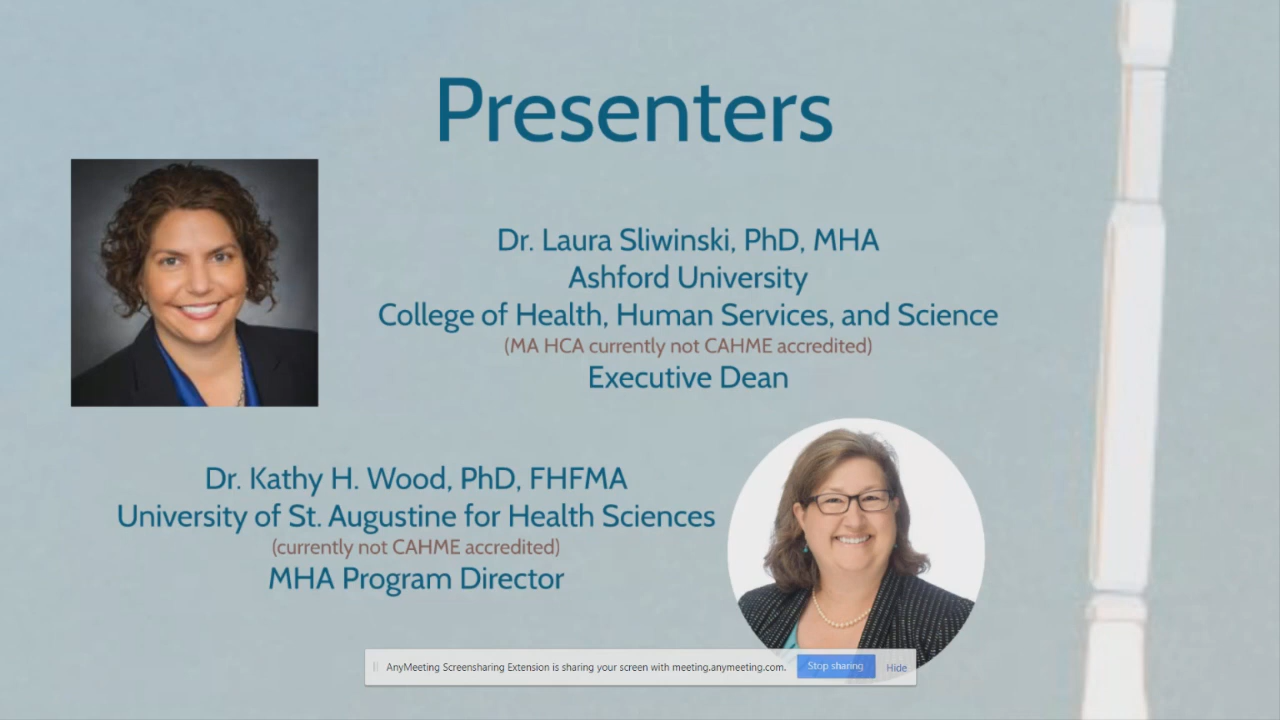 Presenters
Dr. Laura Sliwinski, PhD, MHA
Ashford University
College of Health, Human Services, and Science
(MA HCA currently not CAHME accredited)
Executive Dean
Dr. Kathy H. Wood, PhD, FHFMA
University of St. Augustine for Health Sciences
(currently not CAHME accredited)
MHA Program Director
AnyMeeting Screensharing Extension is sharing your screen with meeting.anymeeting.com. Stop sharing Hide